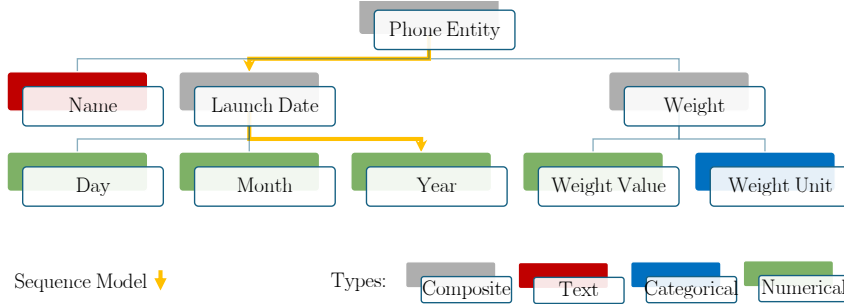 Phone Entity
Name Launch Date Weight
Day Month Year Weight Value Weight Unit
Sequence Model Types: Composite Text Categorical Numerical